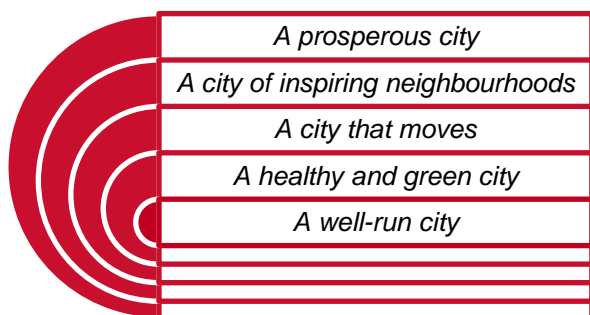 A prosperous city
A city of inspiring neighbourhoods
A city that moves
A healthy and green city
A well-run city